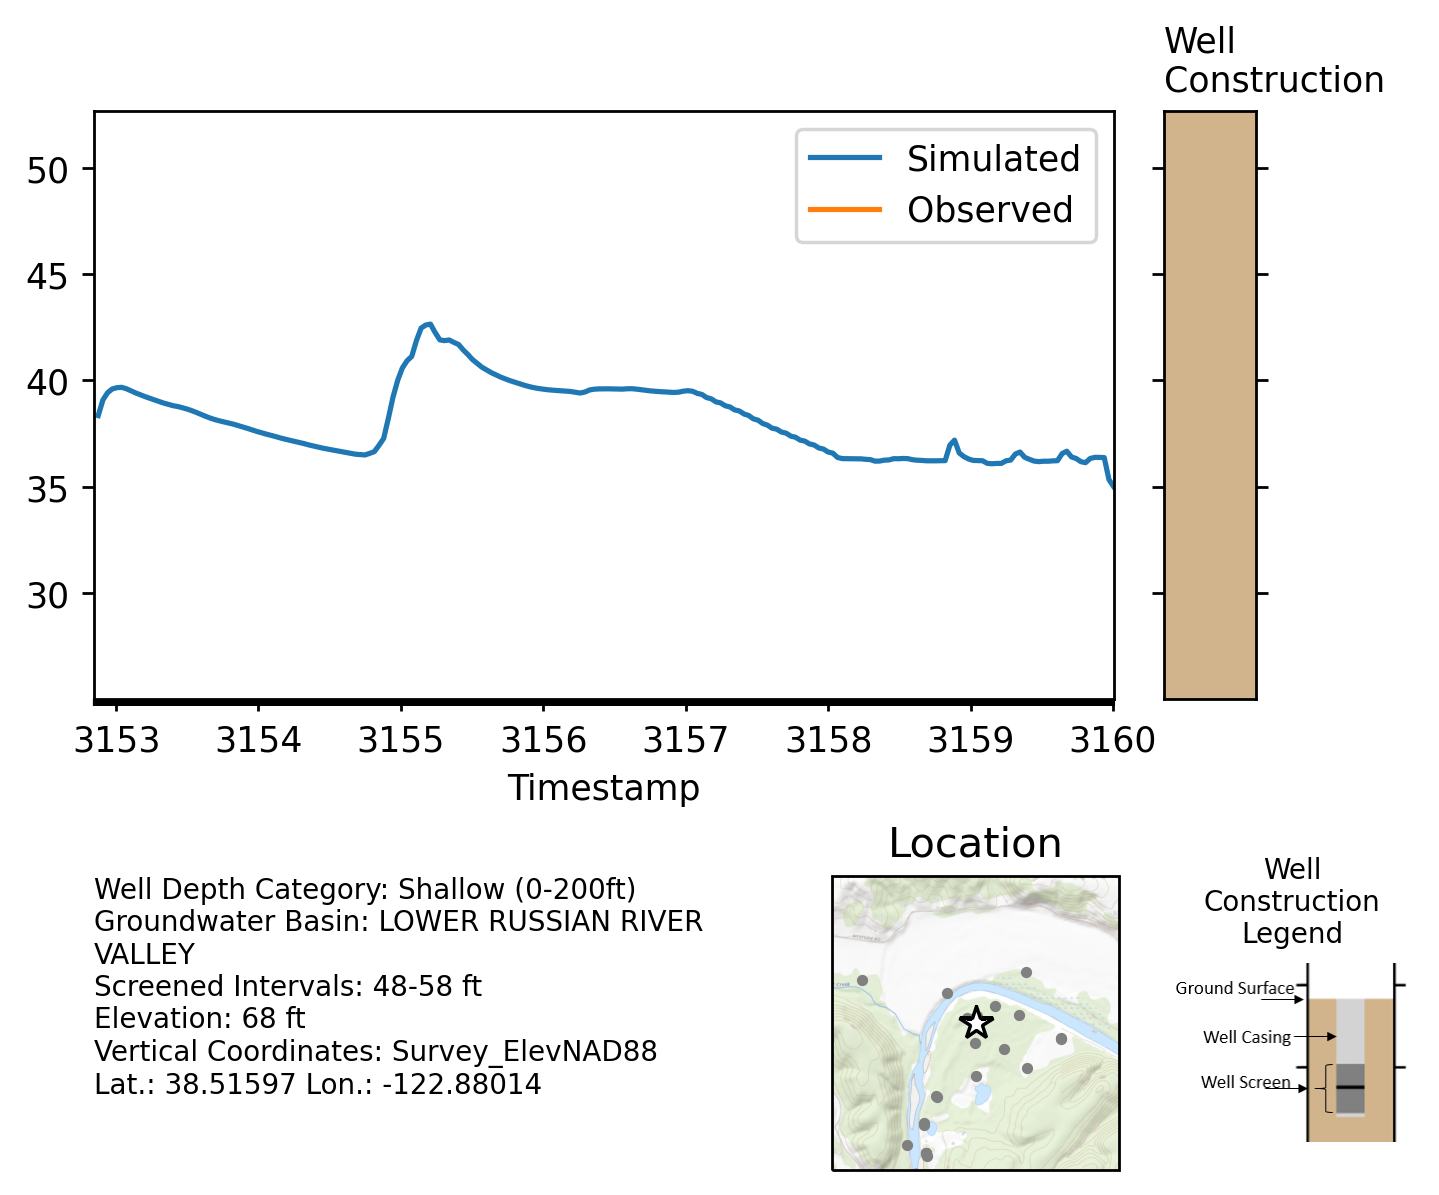 Well
Construction
Simulated
Observed
50
45
40
35
30
3153 3154 3155 3156 3157 3158 3159 3160
Timestamp
Well Depth Category: Shallow (0-200ft)
Groundwater Basin: LOWER RUSSIAN RIVER
VALLEY
Screened Intervals: 48-58 ft
Elevation: 68 ft
Vertical Coordinates: Survey_ElevNAD88
Lat.: 38.51597 Lon.: -122.88014
Location
Well
Construction
Legend
Ground Surface
Well Casing
Well Screen